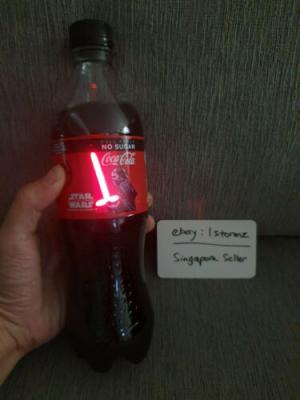 NO SUGAR
Coca-Cola
STAR
WARS
ebay: 1stormz
Singapore Seller